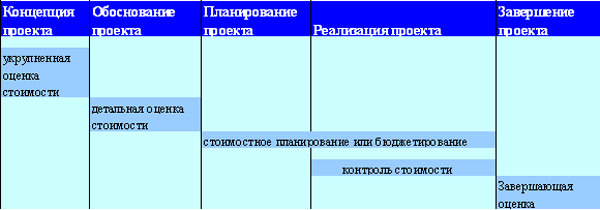 Концепция проекта
Обоснование проекта
Планирование проекта
Реализация проекта
Завершение проекта
укрупненная
оценка
стоимости
детальная оценка
стоимости
стоимостное планирование или бюджетирование
контроль стоимости
Завершающая
оценка